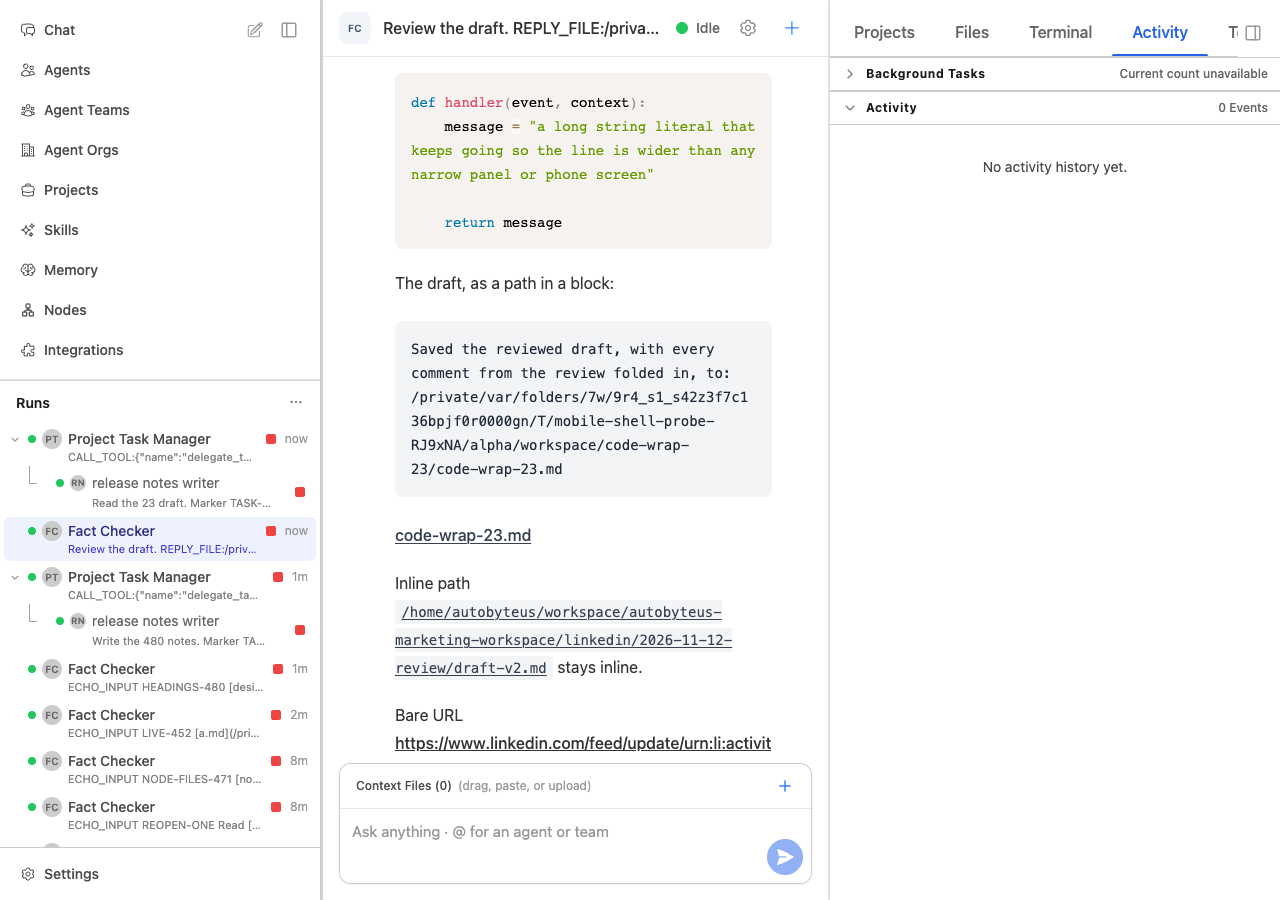 Chat
Agents
Agent Teams
Agent Orgs
Projects
Skills
Memory
Nodes
Integrations
Runs
PT Project Task Manager now
CALL_TOOL:{"name":"delegate_t...
RN release notes writer
Read the 23 draft. Marker TASK-...
FC Fact Checker now
Review the draft. REPLY_FILE:/priv...
PT Project Task Manager 1m
CALL_TOOL:{"name":"delegate_ta...
RN release notes writer
Write the 480 notes. Marker TA...
FC Fact Checker 1m
ECHO_INPUT HEADINGS-480 [desi...
FC Fact Checker 2m
ECHO_INPUT LIVE-452 [a.md](/pri...
FC Fact Checker 8m
ECHO_INPUT NODE-FILES-471 [no...
FC Fact Checker 8m
ECHO_INPUT REOPEN-ONE Read [...
Settings
FC Review the draft. REPLY_FILE:/priva... Idle
def handler(event, context):
    message = "a long string literal that
keeps going so the line is wider than any
narrow panel or phone screen"
    return message
The draft, as a path in a block:
Saved the reviewed draft, with every
comment from the review folded in, to:
/private/var/folders/7w/9r4_s1_s42z3f7c1
36bpjf0r0000gn/T/mobile-shell-probe-
RJ9xNA/alpha/workspace/code-wrap-
23/code-wrap-23.md
code-wrap-23.md
Inline path
/home/autobyteus/workspace/autobyteus-
marketing-workspace/linkedin/2026-11-12-
review/draft-v2.md stays inline.
Bare URL
https://www.linkedin.com/feed/update/urn:li:activit
Context Files (0) (drag, paste, or upload)
Ask anything · @ for an agent or team
Projects Files Terminal Activity
Background Tasks Current count unavailable
Activity 0 Events
No activity history yet.